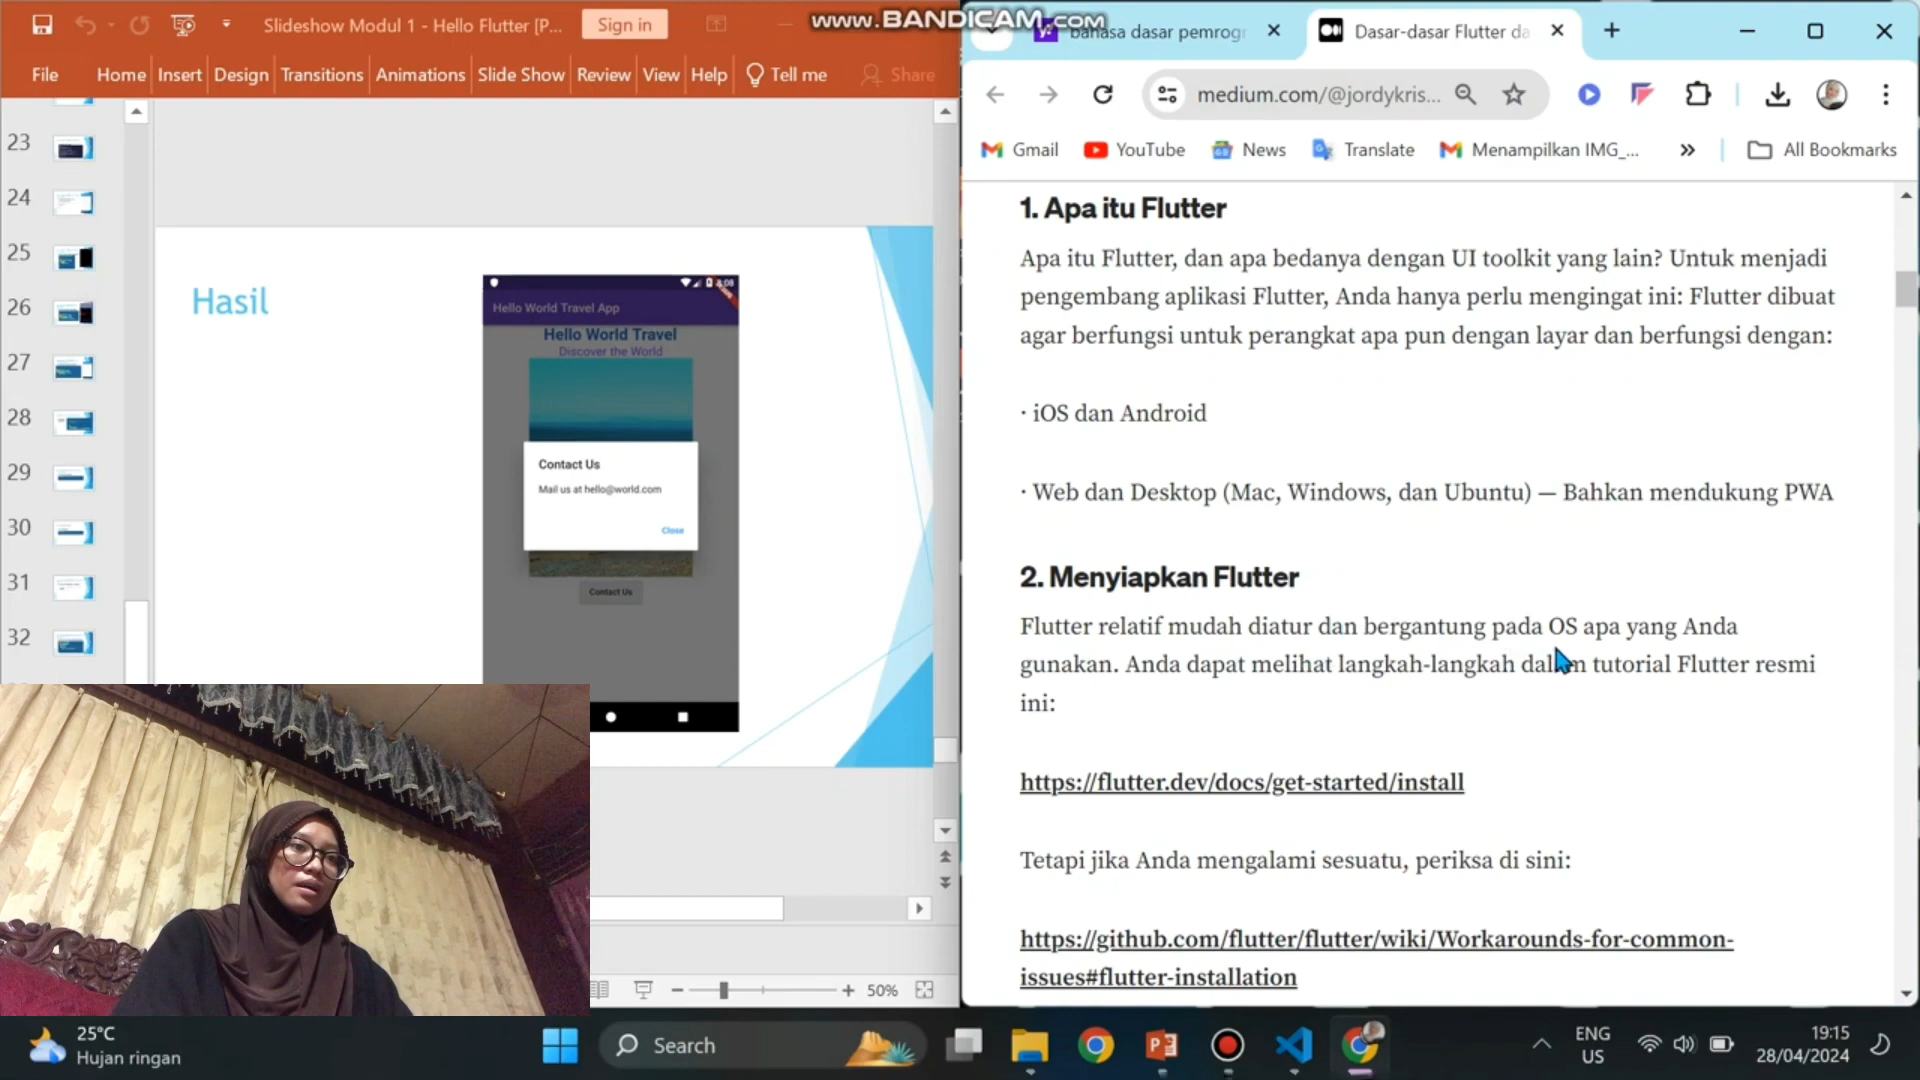 Slideshow Modul 1 - Hello Flutter [P...
Sign in
www.BANDICAM.com
File
Home
Insert
Design
Transitions
Animations
Slide Show
Review
View
Help
Tell me
Share
23
24
25
26
27
28
29
30
31
32
Hasil
Hello World Travel App
Hello World Travel
Discover the World
Contact Us
Mail us at hello@world.com
Close
Contact Us
50%
bahasa dasar pemrogr
Dasar-dasar Flutter da
medium.com/@jordykris...
Gmail
YouTube
News
Translate
Menampilkan IMG_...
»
All Bookmarks
1. Apa itu Flutter
Apa itu Flutter, dan apa bedanya dengan UI toolkit yang lain? Untuk menjadi
pengembang aplikasi Flutter, Anda hanya perlu mengingat ini: Flutter dibuat
agar berfungsi untuk perangkat apa pun dengan layar dan berfungsi dengan:
· iOS dan Android
· Web dan Desktop (Mac, Windows, dan Ubuntu) — Bahkan mendukung PWA
2. Menyiapkan Flutter
Flutter relatif mudah diatur dan bergantung pada OS apa yang Anda
gunakan. Anda dapat melihat langkah-langkah dalam tutorial Flutter resmi
ini:
https://flutter.dev/docs/get-started/install
Tetapi jika Anda mengalami sesuatu, periksa di sini:
https://github.com/flutter/flutter/wiki/Workarounds-for-common-
issues#flutter-installation
25°C
Hujan ringan
Search
ENG
US
19:15
28/04/2024